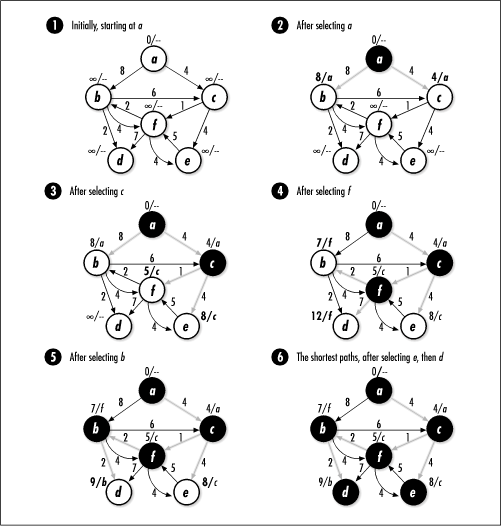 1 Initially, starting at a
0/--
a
8 4
∞/-- ∞/--
b 6 c
2 4 2 ∞/-- 1 4
f
7 5
∞/-- d 4 e ∞/--
2 After selecting a
0/--
a
8 4
8/a 4/a
b 6 c
2 4 2 ∞/-- 1 4
f
7 5
∞/-- d 4 e ∞/--
3 After selecting c
0/--
a
8 4
8/a 4/a
b 6 c
2 4 2 5/c 1 4
f
7 5
∞/-- d 4 e 8/c
4 After selecting f
0/--
a
8 4
7/f 4/a
b 6 c
2 4 2 5/c 1 4
f
7 5
12/f d 4 e 8/c
5 After selecting b
0/--
a
8 4
7/f 4/a
b 6 c
2 4 2 5/c 1 4
f
7 5
9/b d 4 e 8/c
6 The shortest paths, after selecting e, then d
0/--
a
8 4
7/f 4/a
b 6 c
2 4 2 5/c 1 4
f
7 5
9/b d 4 e 8/c